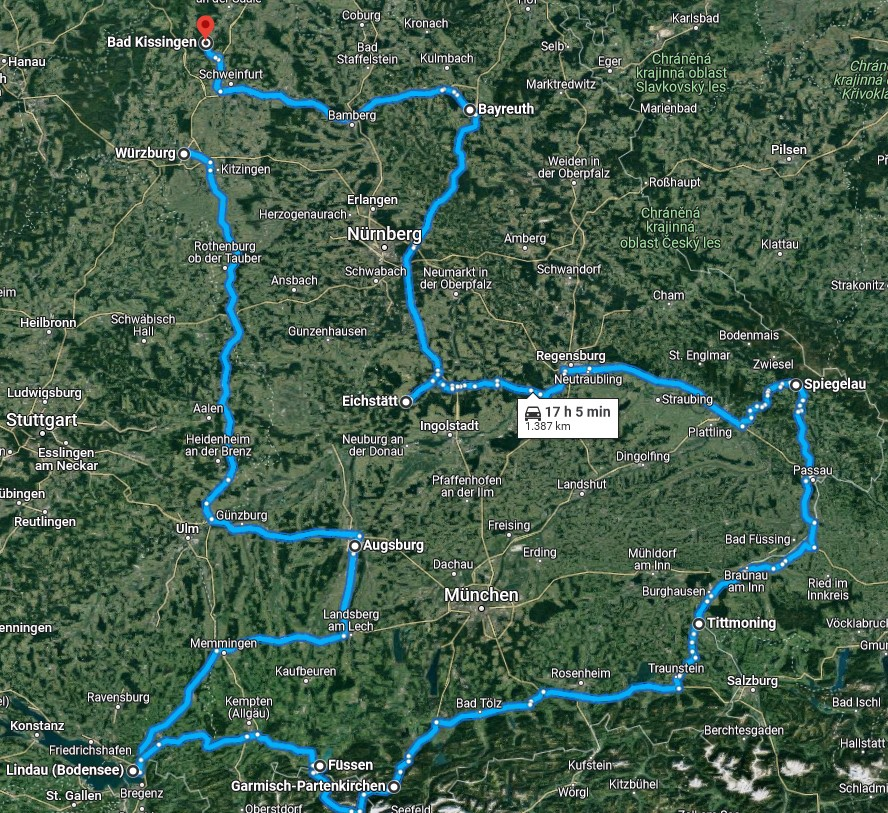 an der Saale
Hof
Coburg
Kronach
Karlsbad
Bad Kissingen
Bad
Staffelstein
Selb
Eger
Chráněná
krajinná oblast
Slavkovský les
Hanau
Kulmbach
Schweinfurt
Marktredwitz
Marienbad
Bamberg
Bayreuth
Würzburg
Pilsen
Kitzingen
Weiden in
der Oberpfalz
Roßhaupt
Erlangen
Herzogenaurach
Chráněná
krajinná
oblast Český les
Nürnberg
Amberg
Klattau
Rothenburg
ob der Tauber
Schwabach
Neumarkt in
der Oberpfalz
Schwandorf
Ansbach
Strakonitz
Cham
Heilbronn
Schwäbisch
Hall
Gunzenhausen
Bodenmais
Regensburg
St. Englmar
Zwiesel
Neutraubling
Spiegelau
Ludwigsburg
Eichstätt
Straubing
Aalen
17 h 5 min
1.387 km
Stuttgart
Ingolstadt
Plattling
Heidenheim
an der Brenz
Neuburg an
der Donau
Esslingen
am Neckar
Dingolfing
Passau
Pfaffenhofen
an der Ilm
Landshut
Reutlingen
Günzburg
Ulm
Freising
Augsburg
Erding
Mühldorf
am Inn
Bad Füssing
Dachau
Braunau
am Inn
München
Burghausen
Ried im
Innkreis
Landsberg
am Lech
Tittmoning
Vöcklabruck
Memmingen
Traunstein
Kaufbeuren
Rosenheim
Salzburg
Ravensburg
Kempten
(Allgäu)
Bad Tölz
Bad Ischl
Konstanz
Berchtesgaden
Friedrichshafen
Hallstatt
Lindau (Bodensee)
Füssen
Kufstein
Garmisch-Partenkirchen
Kitzbühel
Bregenz
Wörgl
St. Gallen
Oberstdorf
Seefeld